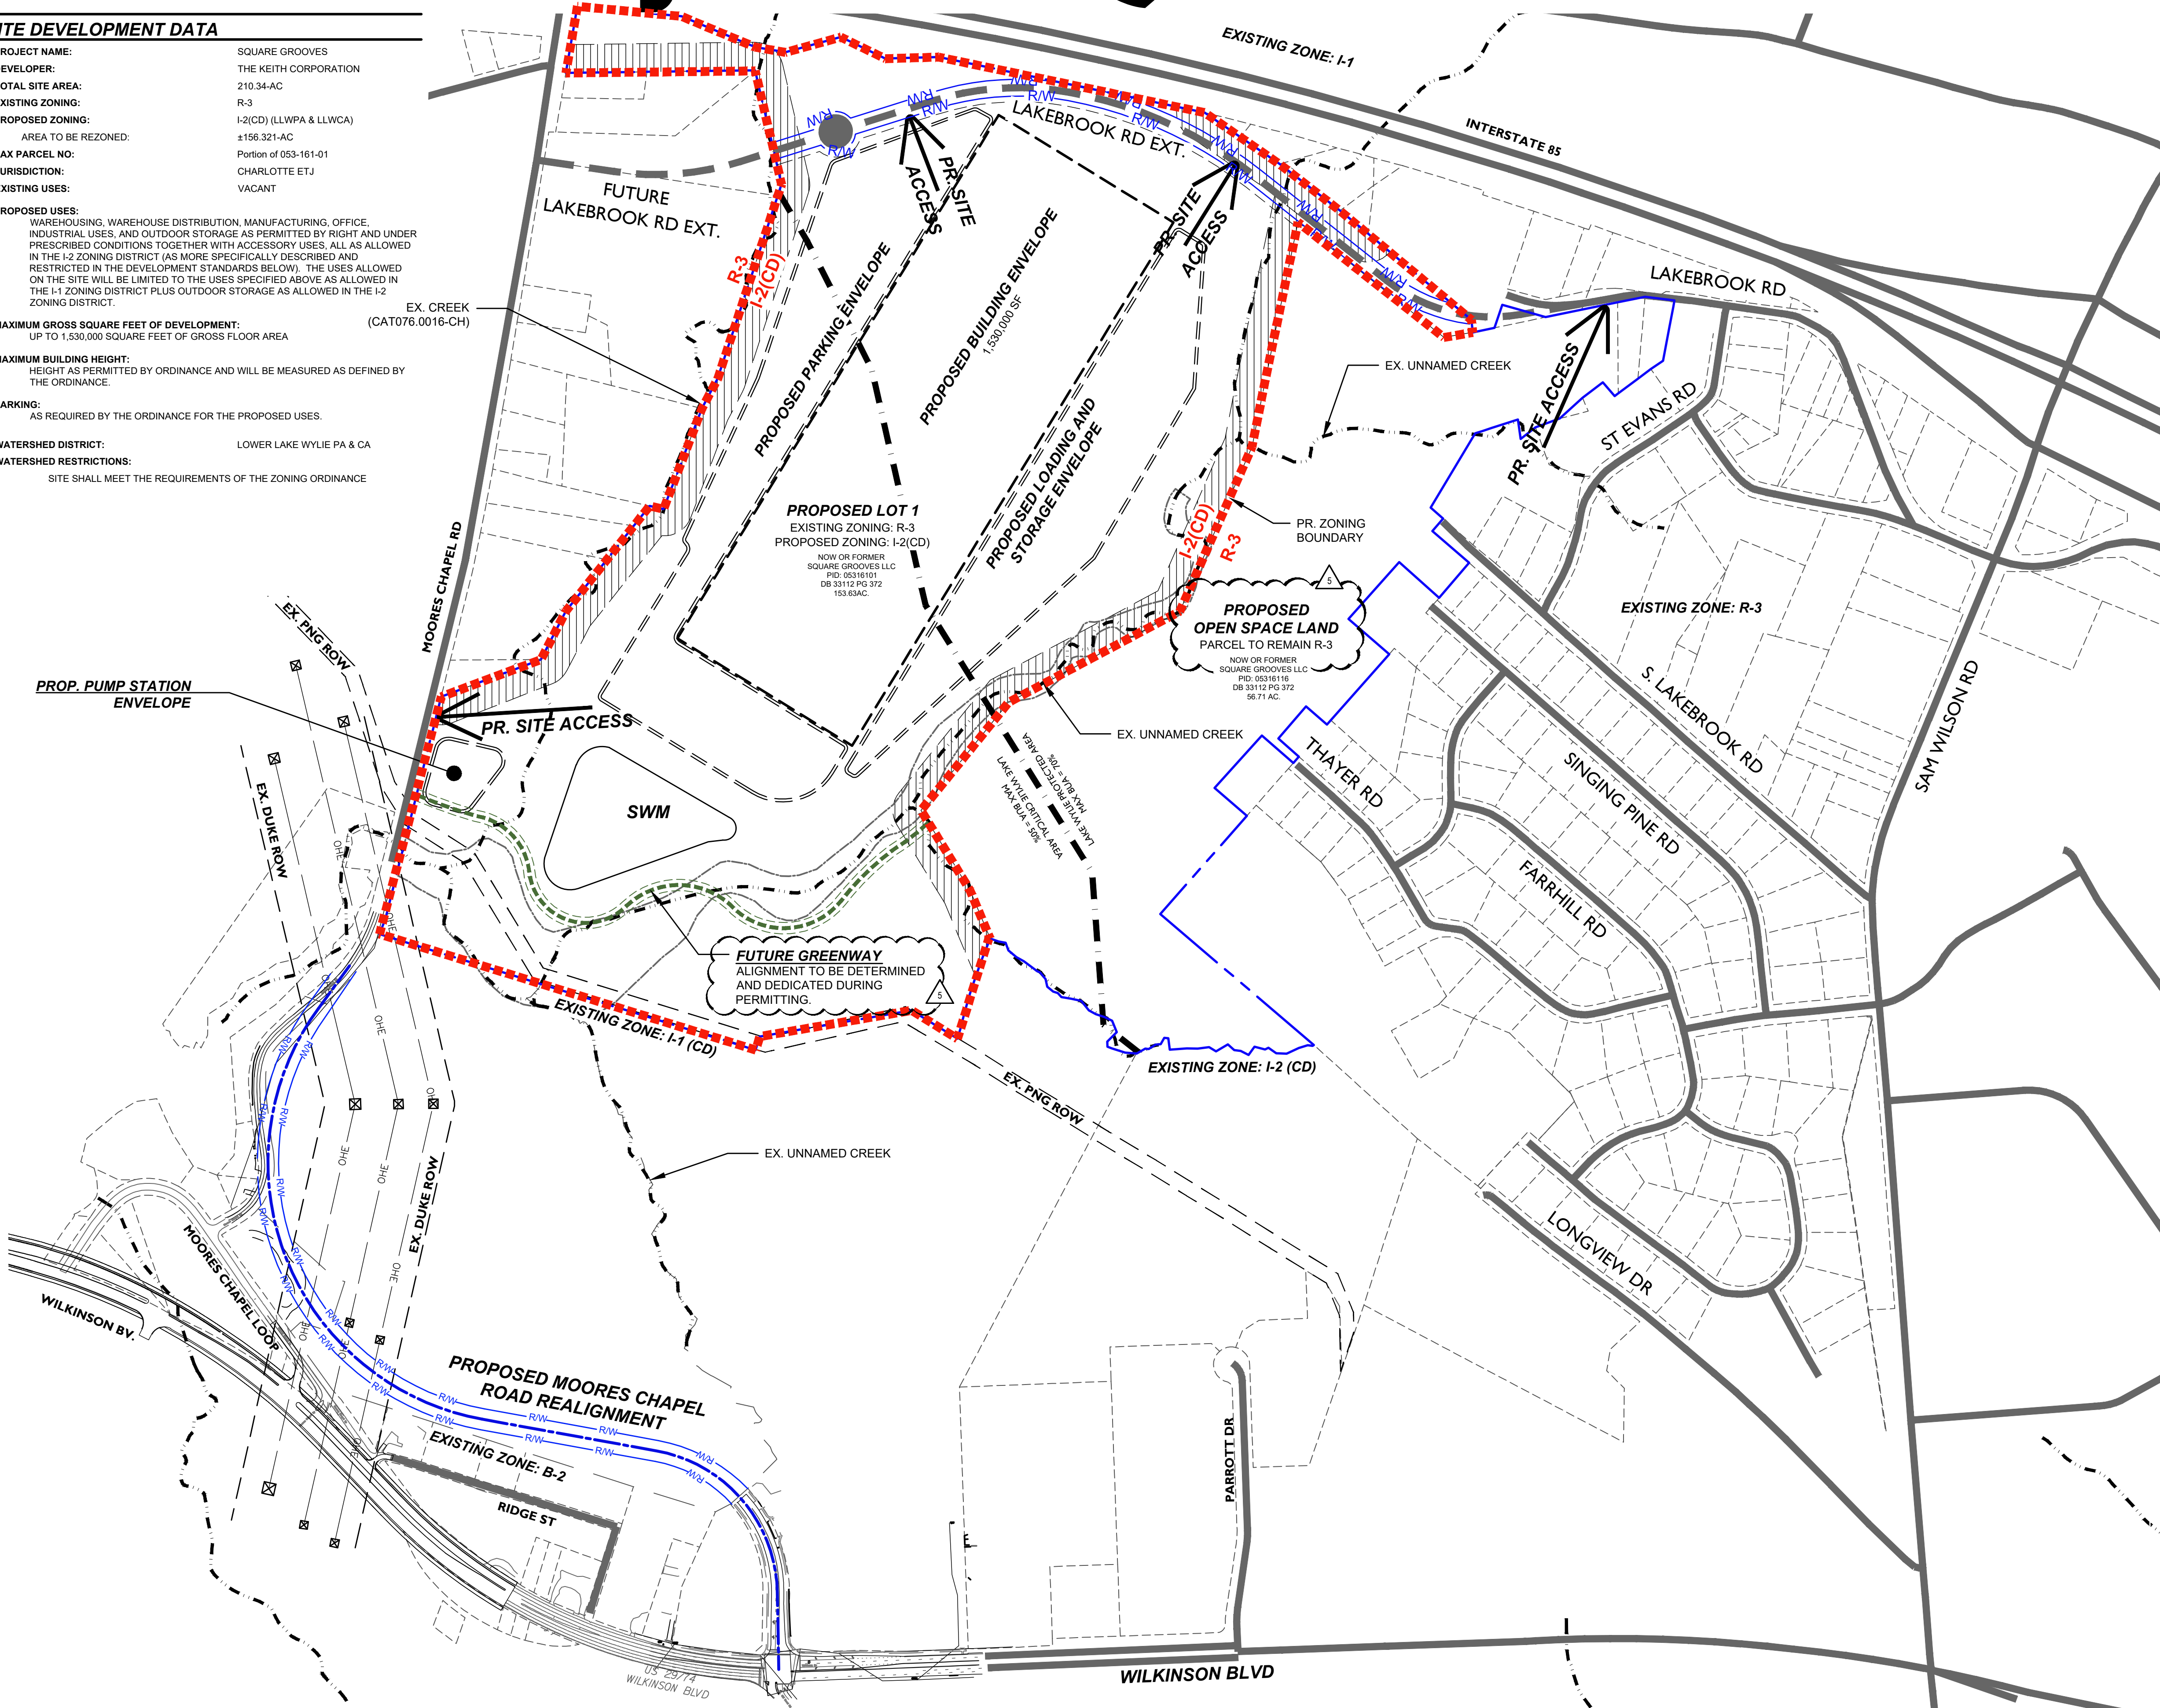 ITE DEVELOPMENT DATA
ROJECT NAME: SQUARE GROOVES
EVELOPER: THE KEITH CORPORATION
OTAL SITE AREA: 210.34-AC
XISTING ZONING: R-3
ROPOSED ZONING: I-2(CD) (LLWPA & LLWCA)
AREA TO BE REZONED: ±156.321-AC
AX PARCEL NO: Portion of 053-161-01
URISDICTION: CHARLOTTE ETJ
XISTING USES: VACANT
ROPOSED USES:
WAREHOUSING, WAREHOUSE DISTRIBUTION, MANUFACTURING, OFFICE,
INDUSTRIAL USES, AND OUTDOOR STORAGE AS PERMITTED BY RIGHT AND UNDER
PRESCRIBED CONDITIONS TOGETHER WITH ACCESSORY USES, ALL AS ALLOWED
IN THE I-2 ZONING DISTRICT (AS MORE SPECIFICALLY DESCRIBED AND
RESTRICTED IN THE DEVELOPMENT STANDARDS BELOW). THE USES ALLOWED
ON THE SITE WILL BE LIMITED TO THE USES SPECIFIED ABOVE AS ALLOWED IN
THE I-1 ZONING DISTRICT PLUS OUTDOOR STORAGE AS ALLOWED IN THE I-2
ZONING DISTRICT.
MAXIMUM GROSS SQUARE FEET OF DEVELOPMENT:
UP TO 1,530,000 SQUARE FEET OF GROSS FLOOR AREA
MAXIMUM BUILDING HEIGHT:
HEIGHT AS PERMITTED BY ORDINANCE AND WILL BE MEASURED AS DEFINED BY
THE ORDINANCE.
ARKING:
AS REQUIRED BY THE ORDINANCE FOR THE PROPOSED USES.
WATERSHED DISTRICT: LOWER LAKE WYLIE PA & CA
WATERSHED RESTRICTIONS:
SITE SHALL MEET THE REQUIREMENTS OF THE ZONING ORDINANCE
EXISTING ZONE: I-1
INTERSTATE 85
LAKEBROOK RD EXT.
R/W
R/W
R/W
R/W
R/W
R/W
R/W
R/W
R/W
R/W
R/W
R/W
R/W
R/W
FUTURE
LAKEBROOK RD EXT.
PR. SITE
ACCESS
PR. SITE
ACCESS
LAKEBROOK RD
PR. SITE ACCESS
ST EVANS RD
R-3
I-2(CD)
EX. CREEK
(CAT076.0016-CH)
PROPOSED PARKING ENVELOPE
PROPOSED BUILDING ENVELOPE
1,530,000 SF
PROPOSED LOADING AND
STORAGE ENVELOPE
EX. UNNAMED CREEK
PROPOSED LOT 1
EXISTING ZONING: R-3
PROPOSED ZONING: I-2(CD)
NOW OR FORMER
SQUARE GROOVES LLC
PID: 05316101
DB 33112 PG 372
153.63AC.
I-2(CD)
R-3
PR. ZONING
BOUNDARY
5
PROPOSED
OPEN SPACE LAND
PARCEL TO REMAIN R-3
NOW OR FORMER
SQUARE GROOVES LLC
PID: 05316116
DB 33112 PG 372
56.71 AC.
EXISTING ZONE: R-3
MOORES CHAPEL RD
EX. PNG ROW
PROP. PUMP STATION
ENVELOPE
PR. SITE ACCESS
EX. UNNAMED CREEK
S. LAKEBROOK RD
SAM WILSON RD
THAYER RD
SINGING PINE RD
FARRHILL RD
LAKE WYLIE PROTECTED AREA
MAX BUA = 70%
LAKE WYLIE CRITICAL AREA
MAX BUA = 50%
EX. DUKE ROW
SWM
OHE
OHE
OHE
FUTURE GREENWAY
ALIGNMENT TO BE DETERMINED
AND DEDICATED DURING
PERMITTING.
5
EXISTING ZONE: I-1 (CD)
EXISTING ZONE: I-2 (CD)
EX. PNG ROW
OHE
R/W
R/W
OHE
R/W
R/W
OHE
OHE
EX. UNNAMED CREEK
EX. DUKE ROW
R/W
R/W
R/W
R/W
OHE
LONGVIEW DR
MOORES CHAPEL LOOP
WILKINSON BV.
R/W
R/W
OHE
OHE
R/W
R/W
PROPOSED MOORES CHAPEL
ROAD REALIGNMENT
R/W
R/W
R/W
R/W
R/W
R/W
R/W
R/W
OHE
EXISTING ZONE: B-2
RIDGE ST
PARROTT DR
US 29/74
WILKINSON BLVD
WILKINSON BLVD